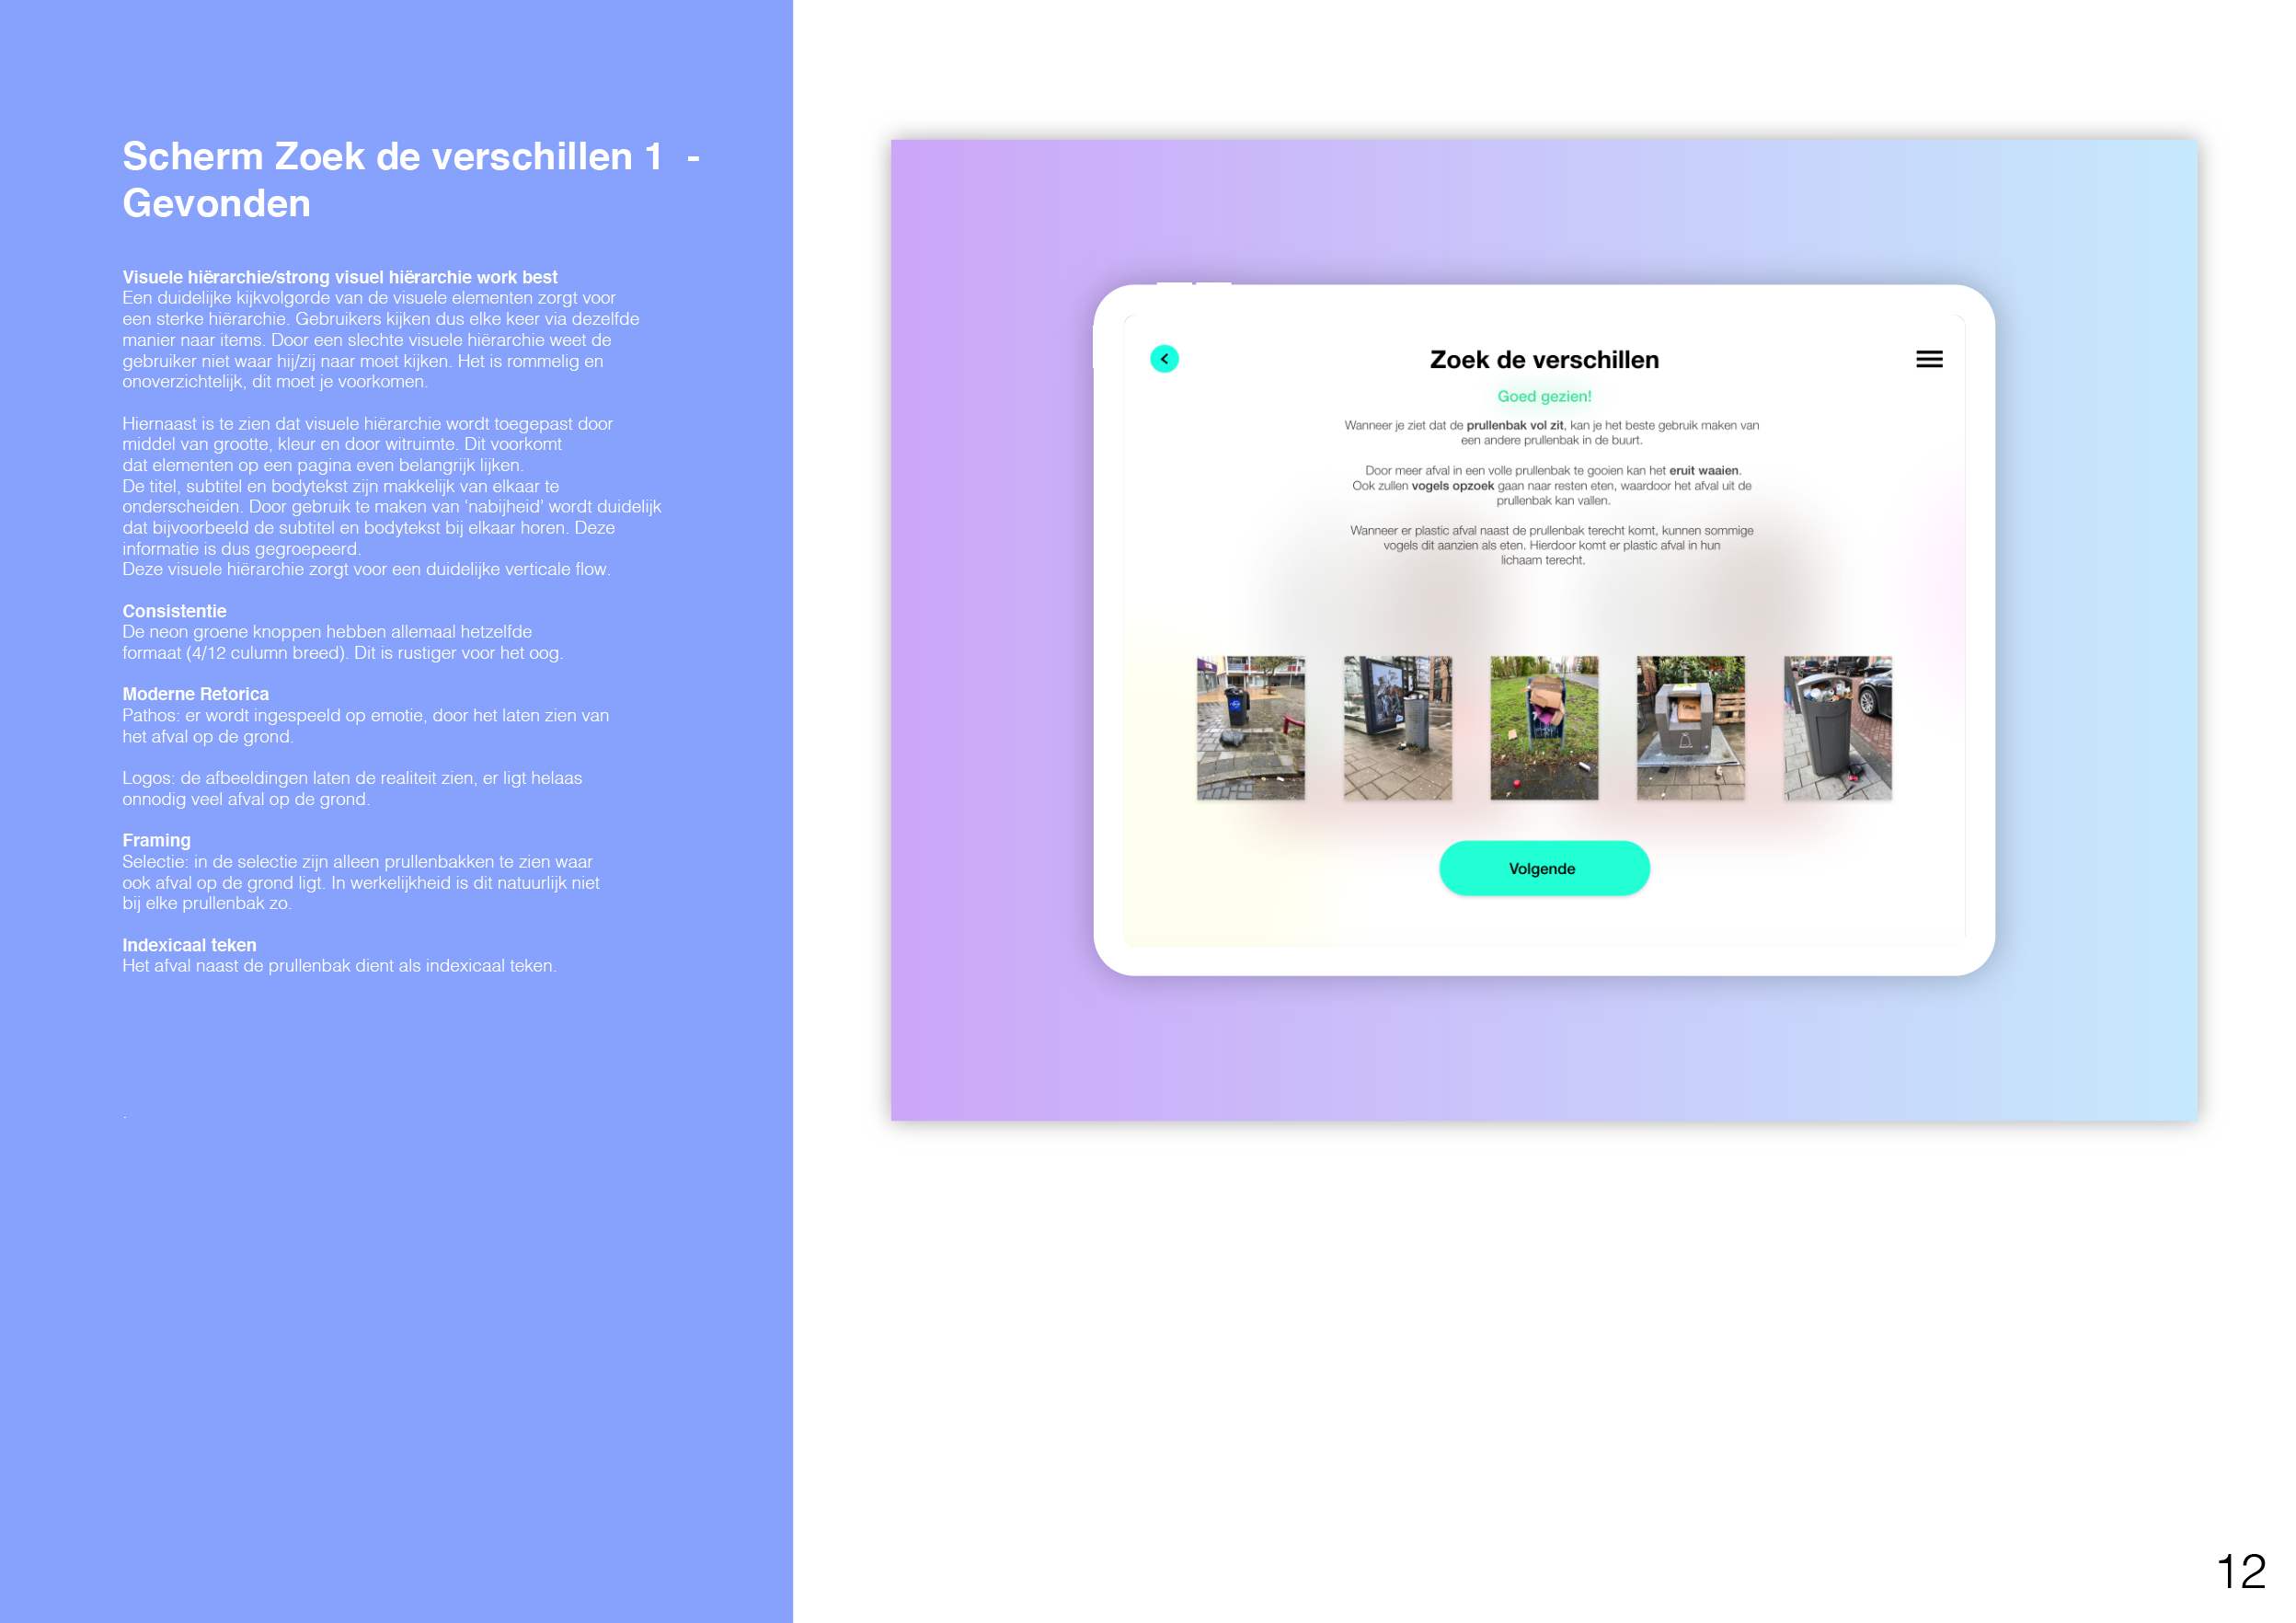 Scherm Zoek de verschillen 1  -
Gevonden
Visuele hiërarchie/strong visuel hiërarchie work best
Een duidelijke kijkvolgorde van de visuele elementen zorgt voor
een sterke hiërarchie. Gebruikers kijken dus elke keer via dezelfde
manier naar items. Door een slechte visuele hiërarchie weet de
gebruiker niet waar hij/zij naar moet kijken. Het is rommelig en
onoverzichtelijk, dit moet je voorkomen.
Hiernaast is te zien dat visuele hiërarchie wordt toegepast door
middel van grootte, kleur en door witruimte. Dit voorkomt
dat elementen op een pagina even belangrijk lijken.
De titel, subtitel en bodytekst zijn makkelijk van elkaar te
onderscheiden. Door gebruik te maken van ‘nabijheid’ wordt duidelijk
dat bijvoorbeeld de subtitel en bodytekst bij elkaar horen. Deze
informatie is dus gegroepeerd.
Deze visuele hiërarchie zorgt voor een duidelijke verticale flow.
Consistentie
De neon groene knoppen hebben allemaal hetzelfde
formaat (4/12 culumn breed). Dit is rustiger voor het oog.
Moderne Retorica
Pathos: er wordt ingespeeld op emotie, door het laten zien van
het afval op de grond.
Logos: de afbeeldingen laten de realiteit zien, er ligt helaas
onnodig veel afval op de grond.
Framing
Selectie: in de selectie zijn alleen prullenbakken te zien waar
ook afval op de grond ligt. In werkelijkheid is dit natuurlijk niet
bij elke prullenbak zo.
Indexicaal teken
Het afval naast de prullenbak dient als indexicaal teken.
.
Zoek de verschillen
Goed gezien!
Wanneer je ziet dat de prullenbak vol zit, kan je het beste gebruik maken van
een andere prullenbak in de buurt.
Door meer afval in een volle prullenbak te gooien kan het eruit waaien.
Ook zullen vogels opzoek gaan naar resten eten, waardoor het afval uit de
prullenbak kan vallen.
Wanneer er plastic afval naast de prullenbak terecht komt, kunnen sommige
vogels dit aanzien als eten. Hierdoor komt er plastic afval in hun
lichaam terecht.
Volgende
12